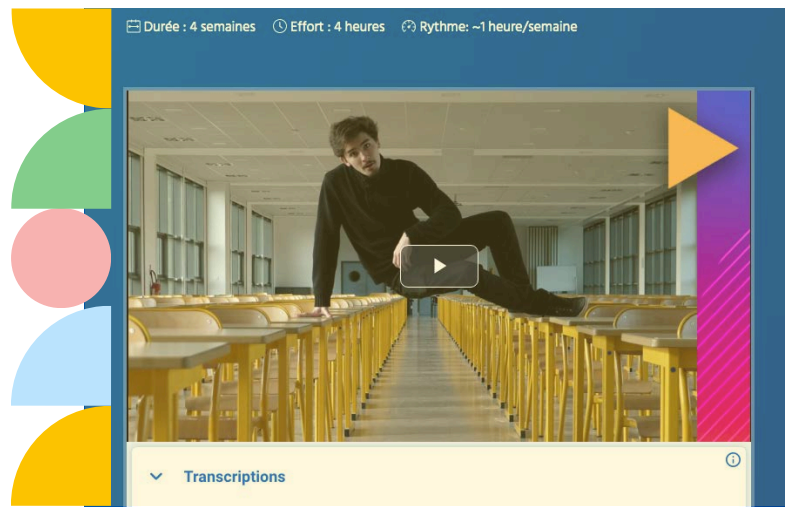 Durée : 4 semaines Effort : 4 heures Rythme: ~1 heure/semaine
Transcriptions